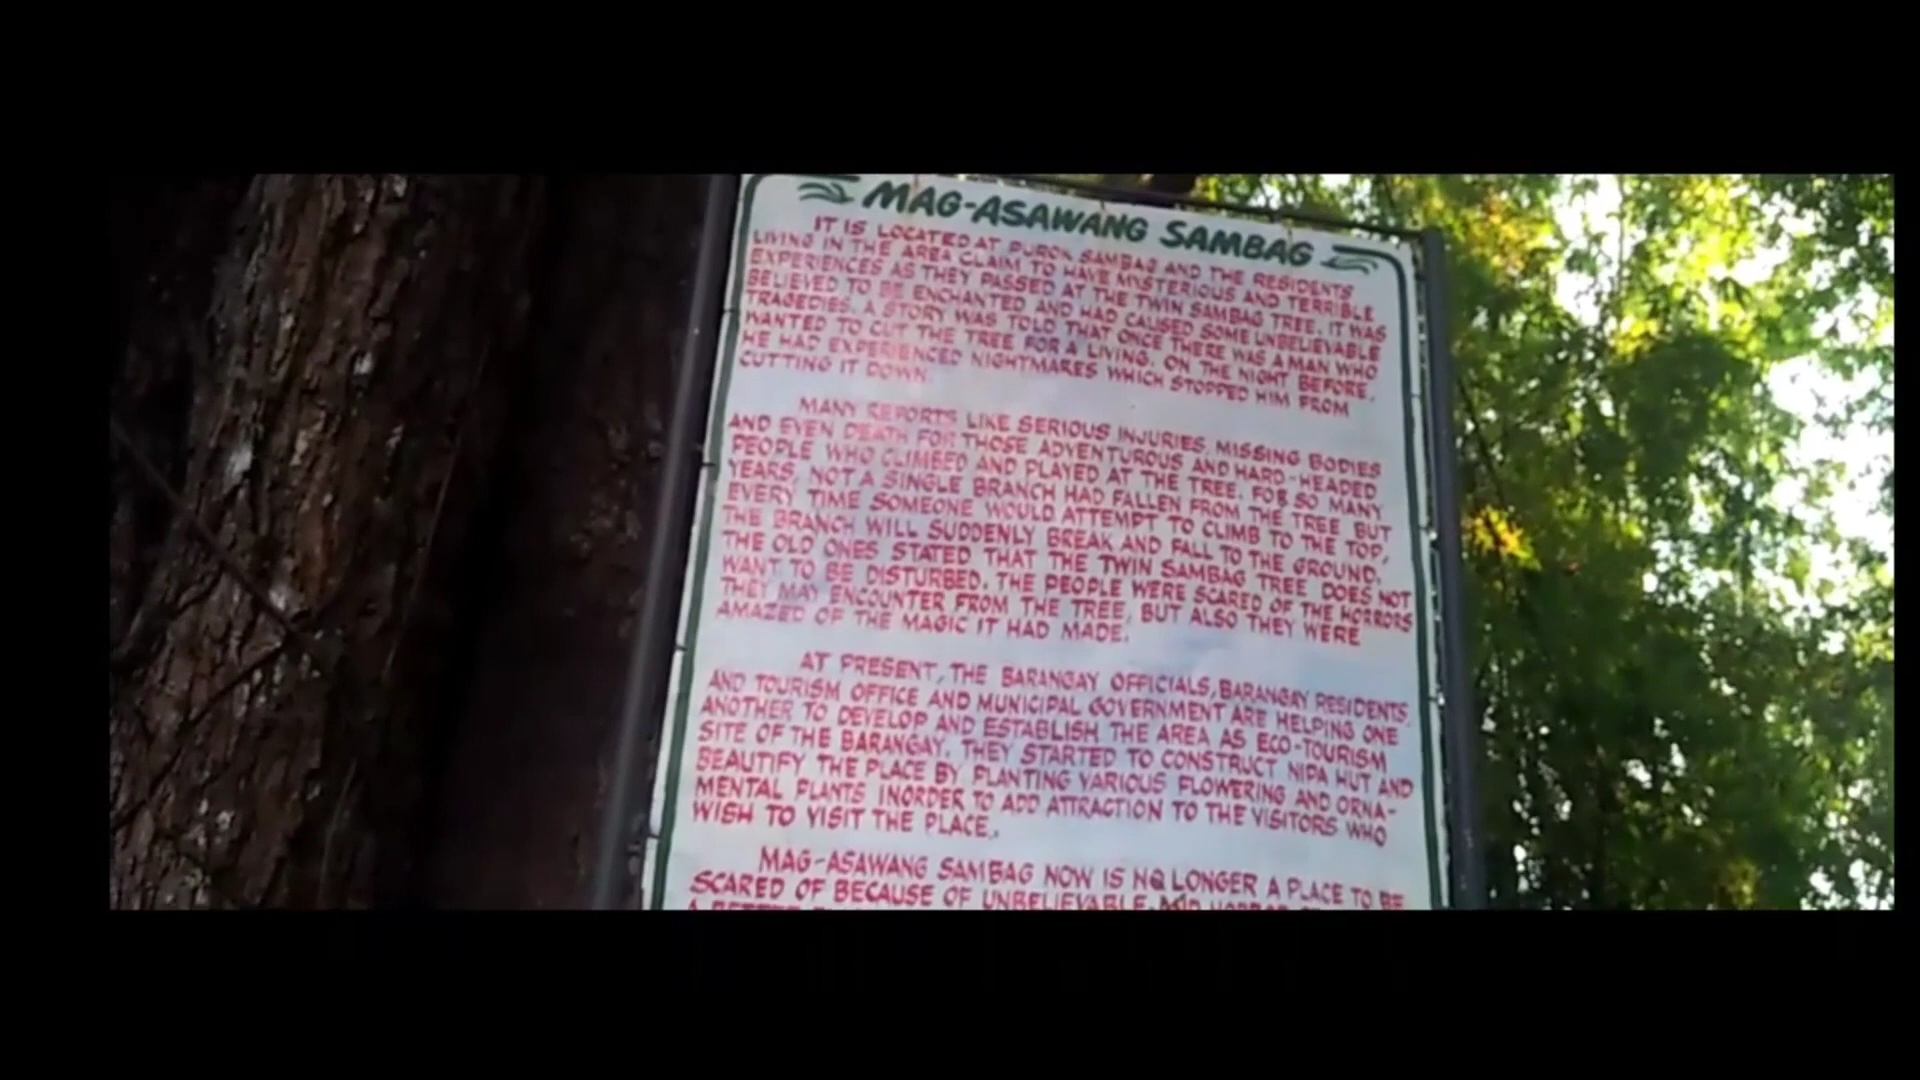 MAG-ASAWANG SAMBAG
IT IS LOCATED AT PUROK SAMBAG AND THE RESIDENTS
LIVING IN THE AREA CLAIM TO HAVE MYSTERIOUS AND TERRIBLE
EXPERIENCES AS THEY PASSED AT THE TWIN SAMBAG TREE. IT WAS
BELIEVED TO BE ENCHANTED AND HAD CAUSED SOME UNBELIEVABLE
TRAGEDIES. A STORY WAS TOLD THAT ONCE THERE WAS A MAN WHO
WANTED TO CUT THE TREE FOR A LIVING. ON THE NIGHT BEFORE,
HE HAD EXPERIENCED NIGHTMARES WHICH STOPPED HIM FROM
CUTTING IT DOWN.
MANY REPORTS LIKE SERIOUS INJURIES, MISSING BODIES
AND EVEN DEATH FOR THOSE ADVENTUROUS AND HARD-HEADED
PEOPLE WHO CLIMBED AND PLAYED AT THE TREE. FOR SO MANY
YEARS, NOT A SINGLE BRANCH HAD FALLEN FROM THE TREE BUT
EVERY TIME SOMEONE WOULD ATTEMPT TO CLIMB TO THE TOP,
THE BRANCH WILL SUDDENLY BREAK AND FALL TO THE GROUND.
THE OLD ONES STATED THAT THE TWIN SAMBAG TREE DOES NOT
WANT TO BE DISTURBED. THE PEOPLE WERE SCARED OF THE HORRORS
THEY MAY ENCOUNTER FROM THE TREE, BUT ALSO THEY WERE
AMAZED OF THE MAGIC IT HAD MADE.
AT PRESENT, THE BARANGAY OFFICIALS, BARANGAY RESIDENTS
AND TOURISM OFFICE AND MUNICIPAL GOVERNMENT ARE HELPING ONE
ANOTHER TO DEVELOP AND ESTABLISH THE AREA AS ECO-TOURISM
SITE OF THE BARANGAY. THEY STARTED TO CONSTRUCT NIPA HUT AND
BEAUTIFY THE PLACE BY PLANTING VARIOUS FLOWERING AND ORNA-
MENTAL PLANTS INORDER TO ADD ATTRACTION TO THE VISITORS WHO
WISH TO VISIT THE PLACE.
MAG-ASAWANG SAMBAG NOW IS NO LONGER A PLACE TO BE
SCARED OF BECAUSE OF UNBELIEVABLE AND